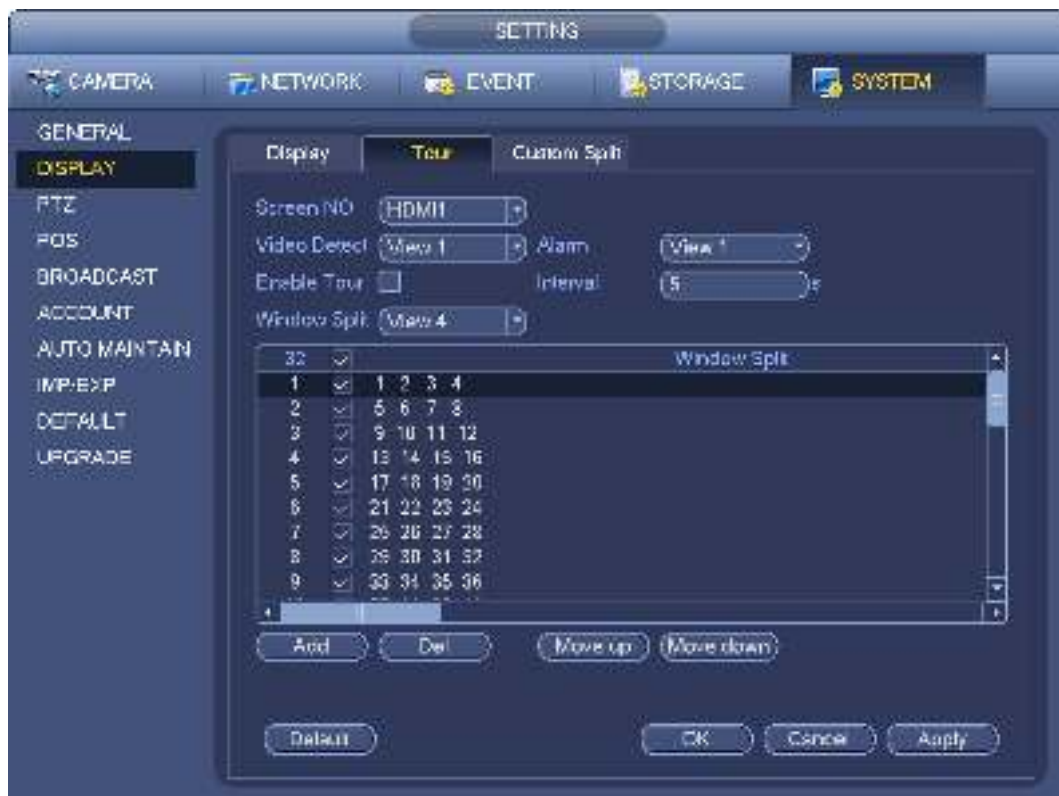 SETTING
CAMERA NETWORK EVENT STORAGE SYSTEM
GENERAL
DISPLAY
PTZ
POS
BROADCAST
ACCOUNT
AUTO MAINTAIN
IMP/EXP
DEFAULT
UPGRADE
Display Tour Custom Split
Screen NO HDMI1
Video Detect View 1 Alarm View 1
Enable Tour Interval 5 s
Window Split View 4
32 Window Split
1 1 2 3 4
2 5 6 7 8
3 9 10 11 12
4 13 14 15 16
5 17 18 19 20
6 21 22 23 24
7 25 26 27 28
8 29 30 31 32
9 33 34 35 36
Add Del Move up Move down
Default OK Cancel Apply